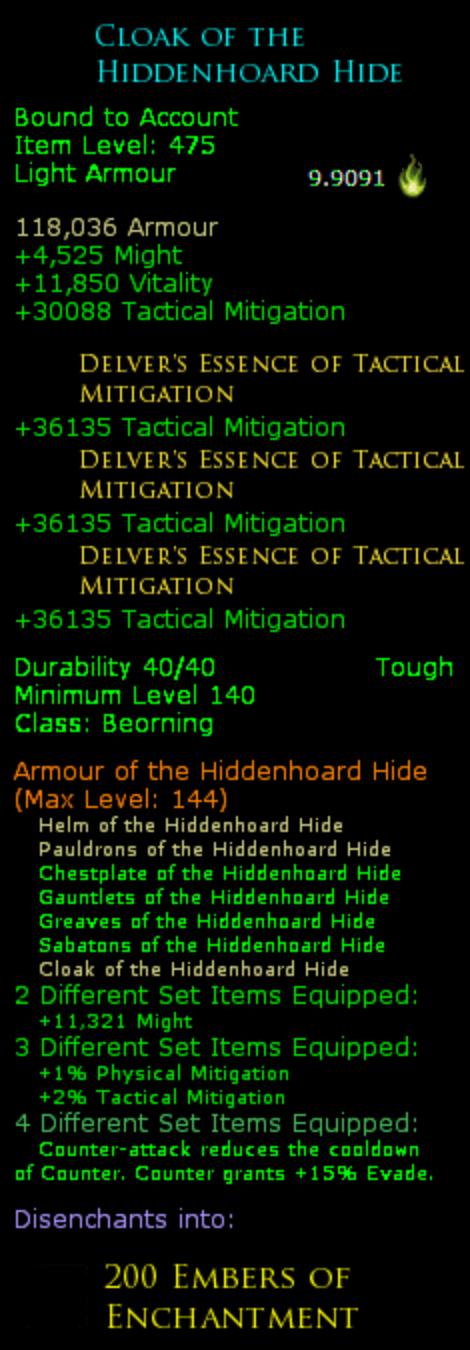 Cloak of the
Hiddenhoard Hide
Bound to Account
Item Level: 475
Light Armour
9.9091
118,036 Armour
+4,525 Might
+11,850 Vitality
+30088 Tactical Mitigation
Delver's Essence of Tactical
Mitigation
+36135 Tactical Mitigation
Delver's Essence of Tactical
Mitigation
+36135 Tactical Mitigation
Delver's Essence of Tactical
Mitigation
+36135 Tactical Mitigation
Durability 40/40 Tough
Minimum Level 140
Class: Beorning
Armour of the Hiddenhoard Hide
(Max Level: 144)
Helm of the Hiddenhoard Hide
Pauldrons of the Hiddenhoard Hide
Chestplate of the Hiddenhoard Hide
Gauntlets of the Hiddenhoard Hide
Greaves of the Hiddenhoard Hide
Sabatons of the Hiddenhoard Hide
Cloak of the Hiddenhoard Hide
2 Different Set Items Equipped:
+11,321 Might
3 Different Set Items Equipped:
+1% Physical Mitigation
+2% Tactical Mitigation
4 Different Set Items Equipped:
Counter-attack reduces the cooldown
of Counter. Counter grants +15% Evade.
Disenchants into:
200 Embers of
Enchantment